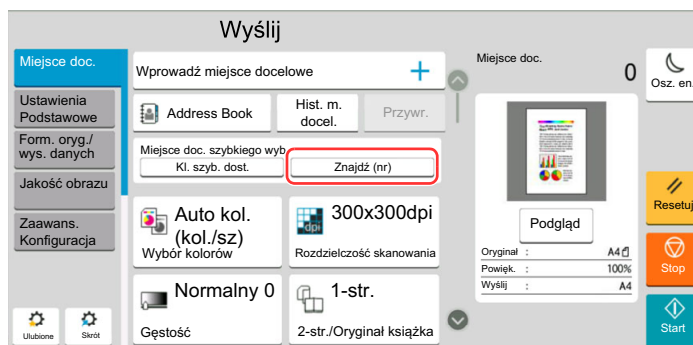 Wyślij
Miejsce doc.
Ustawienia
Podstawowe
Form. oryg./
wys. danych
Jakość obrazu
Zaawans.
Konfiguracja
Ulubione
Skrót
Wprowadź miejsce docelowe
Address Book
Hist. m.
docel.
Przywr.
Miejsce doc. szybkiego wyb
Kl. szyb. dost.
Znajdź (nr)
Auto kol.
(kol./sz)
Wybór kolorów
dpi
300x300dpi
Rozdzielczość skanowania
Normalny 0
Gęstość
1-str.
2-str./Oryginał książka
Miejsce doc.
0
Podgląd
Oryginał : A4
Powięk. : 100%
Wyślij : A4
Osz. en.
Resetuj
Stop
Start